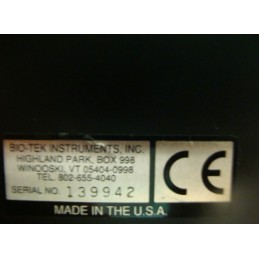 BIO-TEK INSTRUMENTS, INC.
HIGHLAND PARK, BOX 998
WINOOSKI, VT 05404-0998
TEL. 802-655-4040
SERIAL NO. 139942
CE
MADE IN THE U.S.A.